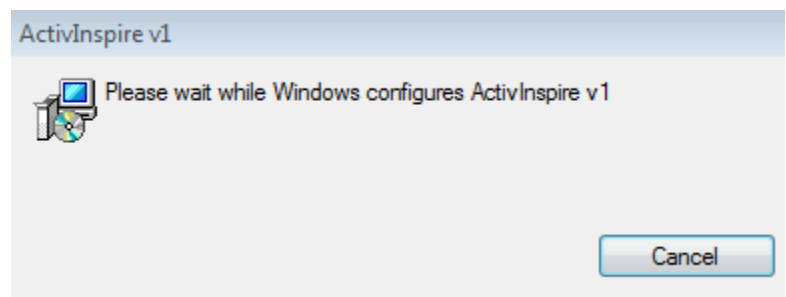 ActivInspire v1
Please wait while Windows configures ActivInspire v1
Cancel